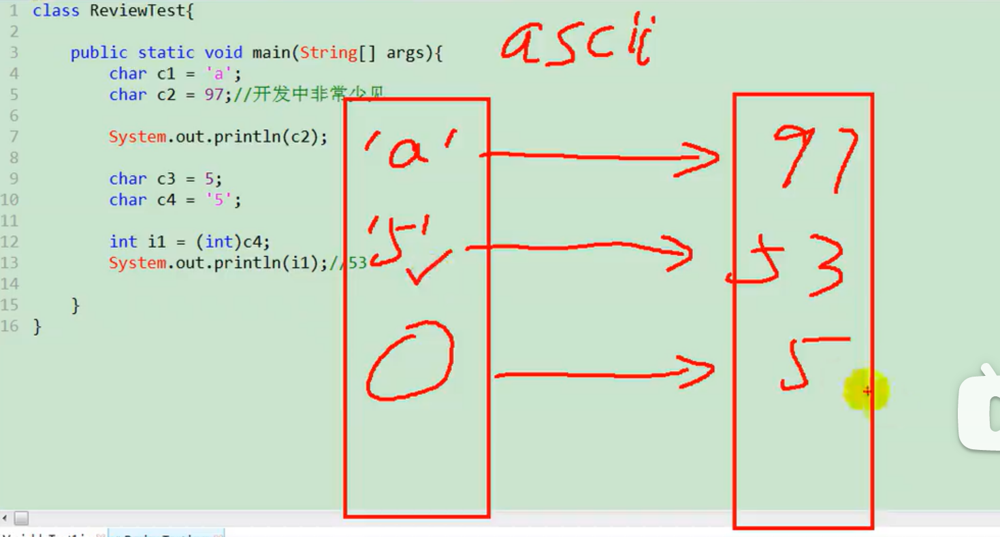 1 class ReviewTest{
2
3 public static void main(String[] args){
4 char c1 = 'a';
5 char c2 = 97;//开发中非常少见
6
7 System.out.println(c2);
8
9 char c3 = 5;
10 char c4 = '5';
11
12 int i1 = (int)c4;
13 System.out.println(i1);//53
14
15 }
16 }
ascii
'a' 97
'5' 53
5